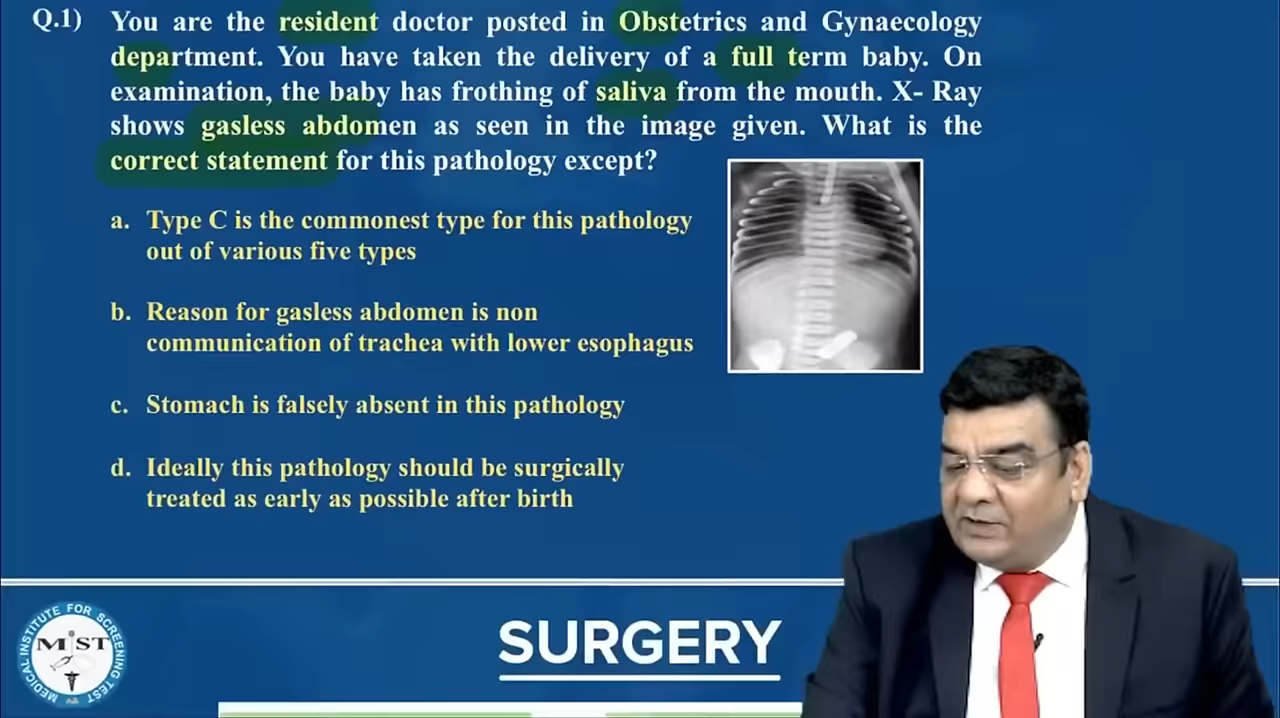 Q.1) You are the resident doctor posted in Obstetrics and Gynaecology
department. You have taken the delivery of a full term baby. On
examination, the baby has frothing of saliva from the mouth. X- Ray
shows gasless abdomen as seen in the image given. What is the
correct statement for this pathology except?
a. Type C is the commonest type for this pathology
out of various five types
b. Reason for gasless abdomen is non
communication of trachea with lower esophagus
c. Stomach is falsely absent in this pathology
d. Ideally this pathology should be surgically
treated as early as possible after birth
MEDICAL INSTITUTE FOR SCREENING TEST
MIST
SURGERY